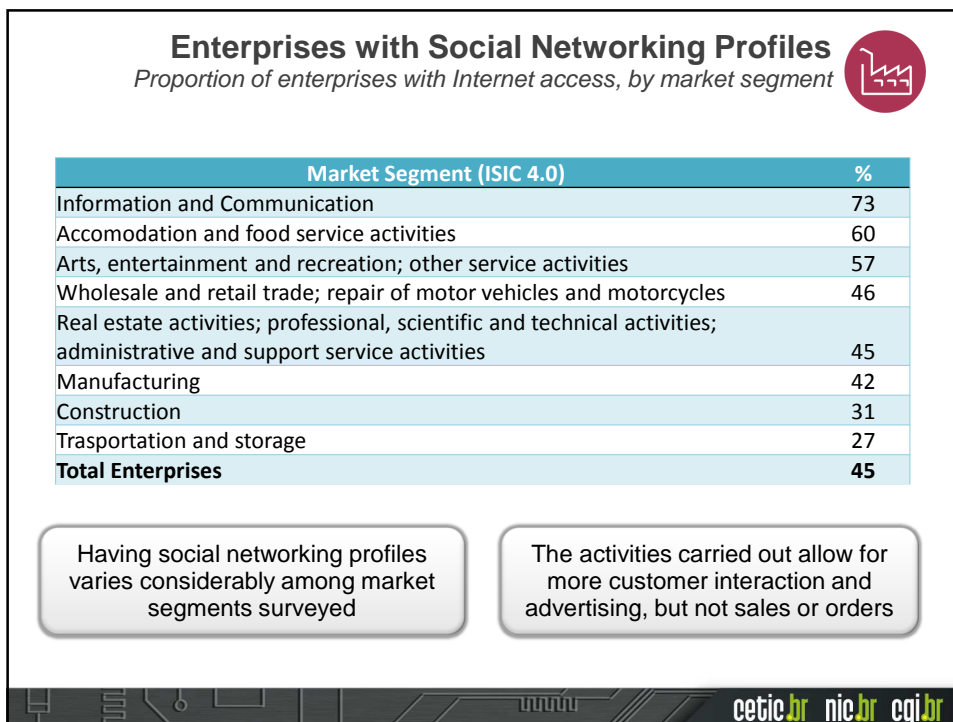 Enterprises with Social Networking Profiles
Proportion of enterprises with Internet access, by market segment
Market Segment (ISIC 4.0) %
Information and Communication 73
Accomodation and food service activities 60
Arts, entertainment and recreation; other service activities 57
Wholesale and retail trade; repair of motor vehicles and motorcycles 46
Real estate activities; professional, scientific and technical activities;
administrative and support service activities 45
Manufacturing 42
Construction 31
Trasportation and storage 27
Total Enterprises 45
Having social networking profiles
varies considerably among market
segments surveyed
The activities carried out allow for
more customer interaction and
advertising, but not sales or orders
cetic.br nic.br cgi.br